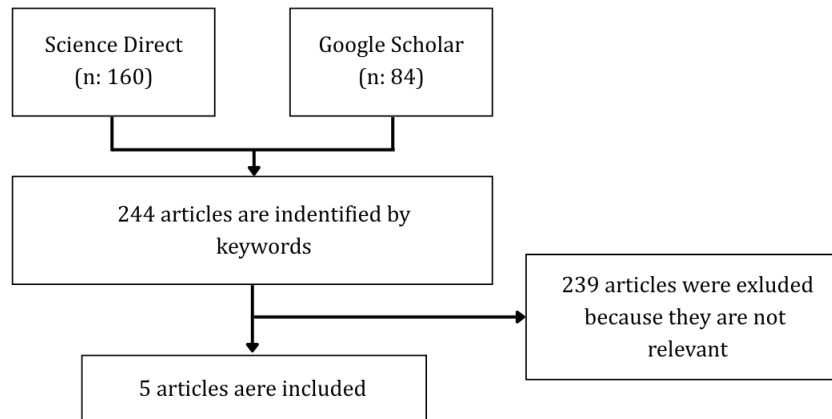 Science Direct
(n: 160)
Google Scholar
(n: 84)
244 articles are indentified by
keywords
239 articles were exluded
because they are not
relevant
5 articles aere included